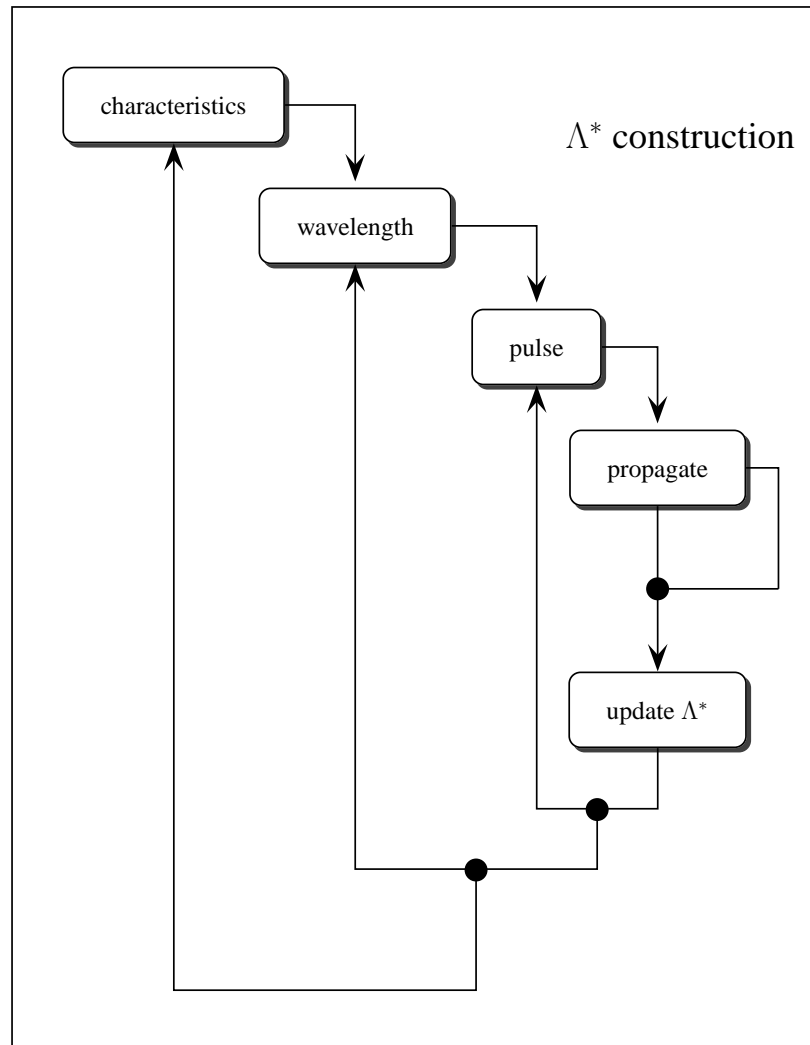 characteristics
Λ* construction
wavelength
pulse
propagate
update Λ*